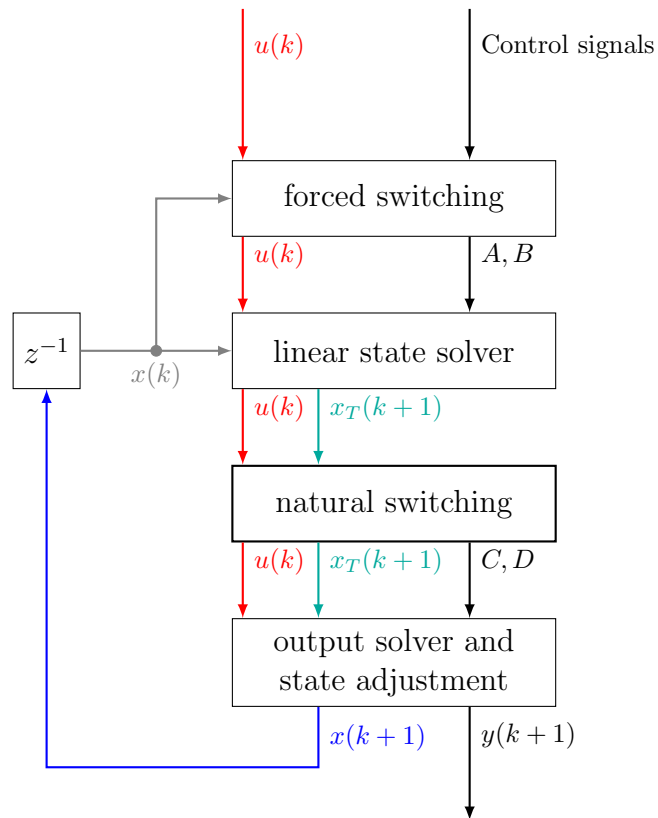 u(k)
Control signals
forced switching
u(k)
A, B
z⁻¹
x(k)
linear state solver
u(k)
x_T(k + 1)
natural switching
u(k)
x_T(k + 1)
C, D
output solver and
state adjustment
x(k + 1)
y(k + 1)